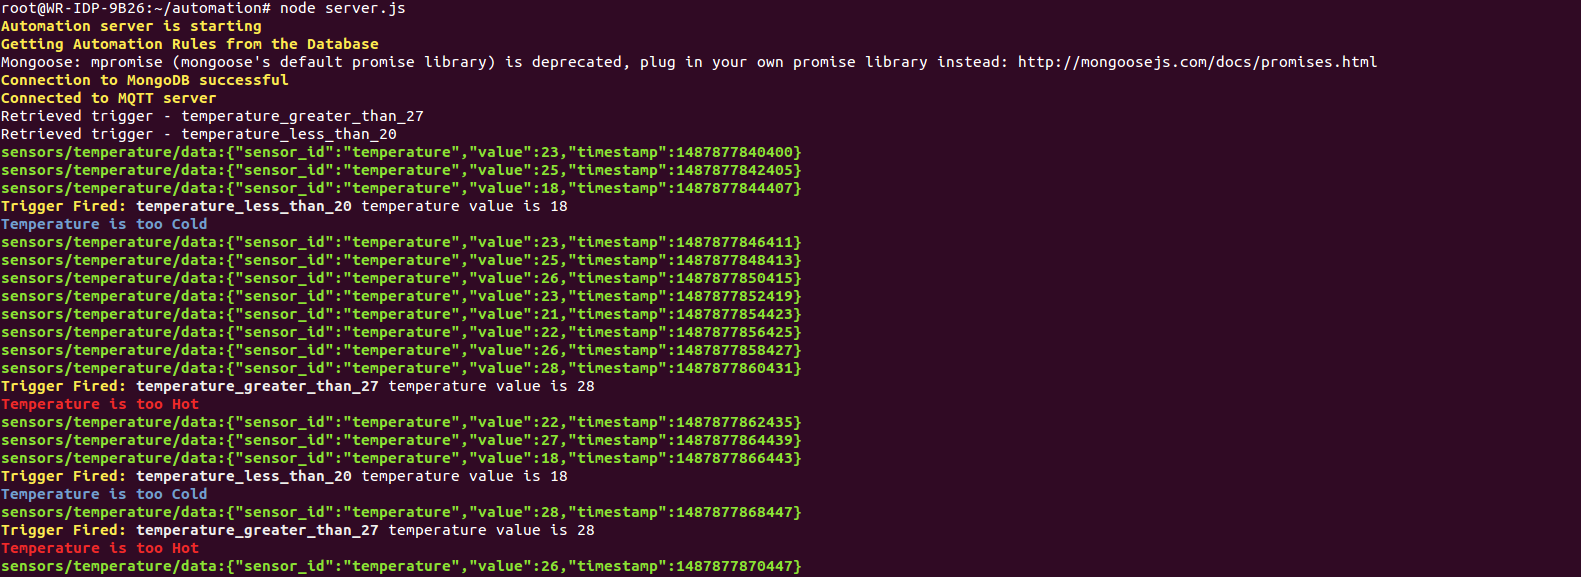 root@WR-IDP-9B26:~/automation# node server.js
Automation server is starting
Getting Automation Rules from the Database
Mongoose: mpromise (mongoose's default promise library) is deprecated, plug in your own promise library instead: http://mongoosejs.com/docs/promises.html
Connection to MongoDB successful
Connected to MQTT server
Retrieved trigger - temperature_greater_than_27
Retrieved trigger - temperature_less_than_20
sensors/temperature/data:{"sensor_id":"temperature","value":23,"timestamp":1487877840400}
sensors/temperature/data:{"sensor_id":"temperature","value":25,"timestamp":1487877842405}
sensors/temperature/data:{"sensor_id":"temperature","value":18,"timestamp":1487877844407}
Trigger Fired: temperature_less_than_20 temperature value is 18
Temperature is too Cold
sensors/temperature/data:{"sensor_id":"temperature","value":23,"timestamp":1487877846411}
sensors/temperature/data:{"sensor_id":"temperature","value":25,"timestamp":1487877848413}
sensors/temperature/data:{"sensor_id":"temperature","value":26,"timestamp":1487877850415}
sensors/temperature/data:{"sensor_id":"temperature","value":23,"timestamp":1487877852419}
sensors/temperature/data:{"sensor_id":"temperature","value":21,"timestamp":1487877854423}
sensors/temperature/data:{"sensor_id":"temperature","value":22,"timestamp":1487877856425}
sensors/temperature/data:{"sensor_id":"temperature","value":26,"timestamp":1487877858427}
sensors/temperature/data:{"sensor_id":"temperature","value":28,"timestamp":1487877860431}
Trigger Fired: temperature_greater_than_27 temperature value is 28
Temperature is too Hot
sensors/temperature/data:{"sensor_id":"temperature","value":22,"timestamp":1487877862435}
sensors/temperature/data:{"sensor_id":"temperature","value":27,"timestamp":1487877864439}
sensors/temperature/data:{"sensor_id":"temperature","value":18,"timestamp":1487877866443}
Trigger Fired: temperature_less_than_20 temperature value is 18
Temperature is too Cold
sensors/temperature/data:{"sensor_id":"temperature","value":28,"timestamp":1487877868447}
Trigger Fired: temperature_greater_than_27 temperature value is 28
Temperature is too Hot
sensors/temperature/data:{"sensor_id":"temperature","value":26,"timestamp":1487877870447}